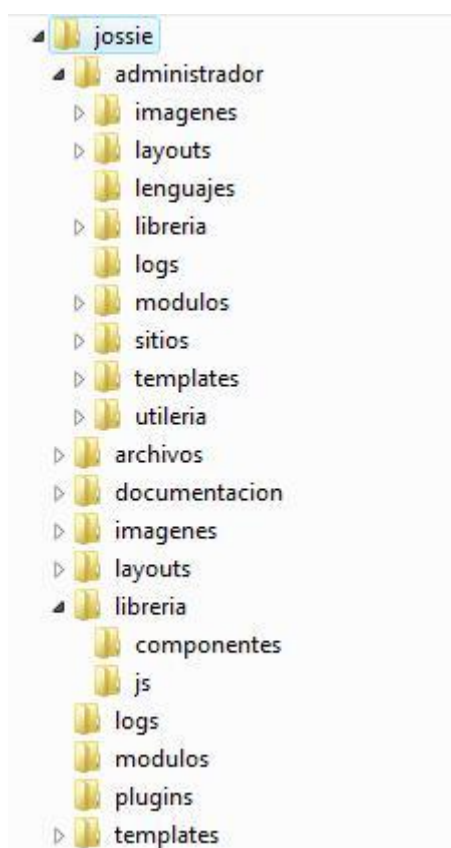 jossie
administrador
imagenes
layouts
lenguajes
libreria
logs
modulos
sitios
templates
utileria
archivos
documentacion
imagenes
layouts
libreria
componentes
js
logs
modulos
plugins
templates